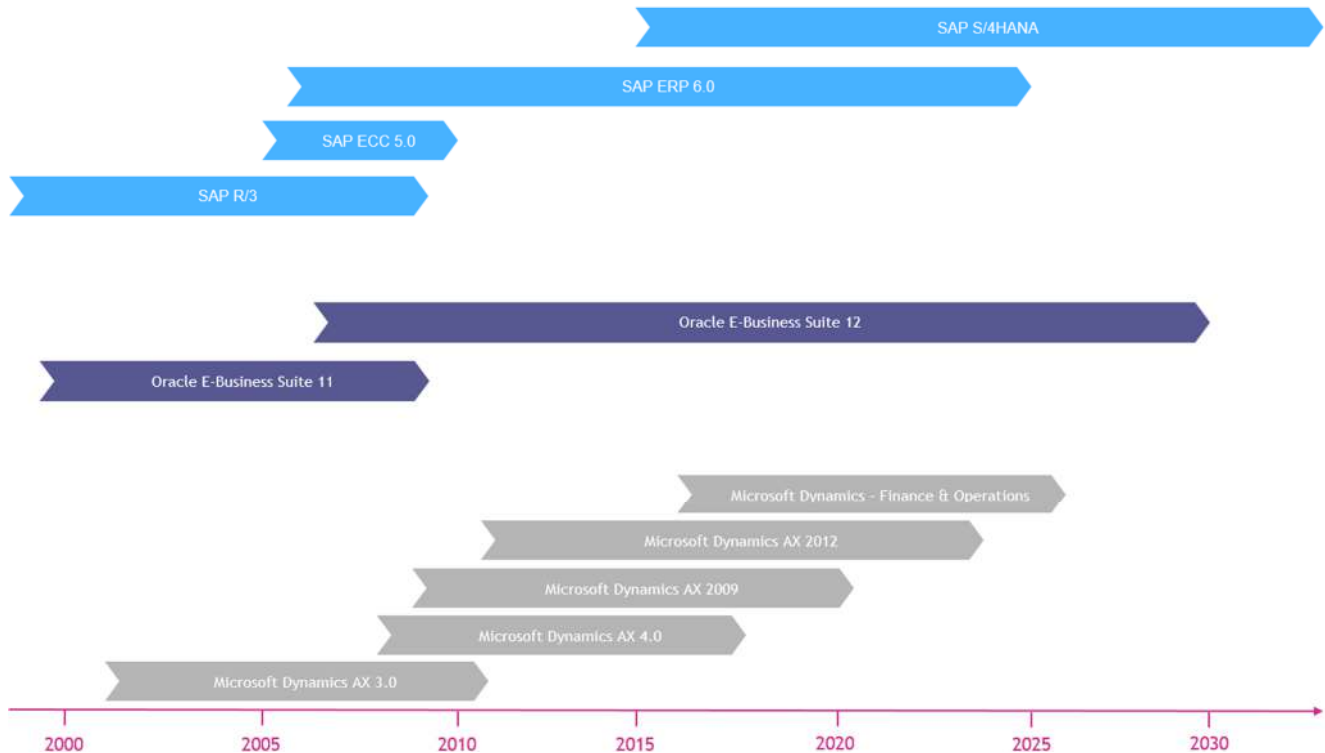 SAP S/4HANA
SAP ERP 6.0
SAP ECC 5.0
SAP R/3
Oracle E-Business Suite 12
Oracle E-Business Suite 11
Microsoft Dynamics - Finance & Operations
Microsoft Dynamics AX 2012
Microsoft Dynamics AX 2009
Microsoft Dynamics AX 4.0
Microsoft Dynamics AX 3.0
2000 2005 2010 2015 2020 2025 2030